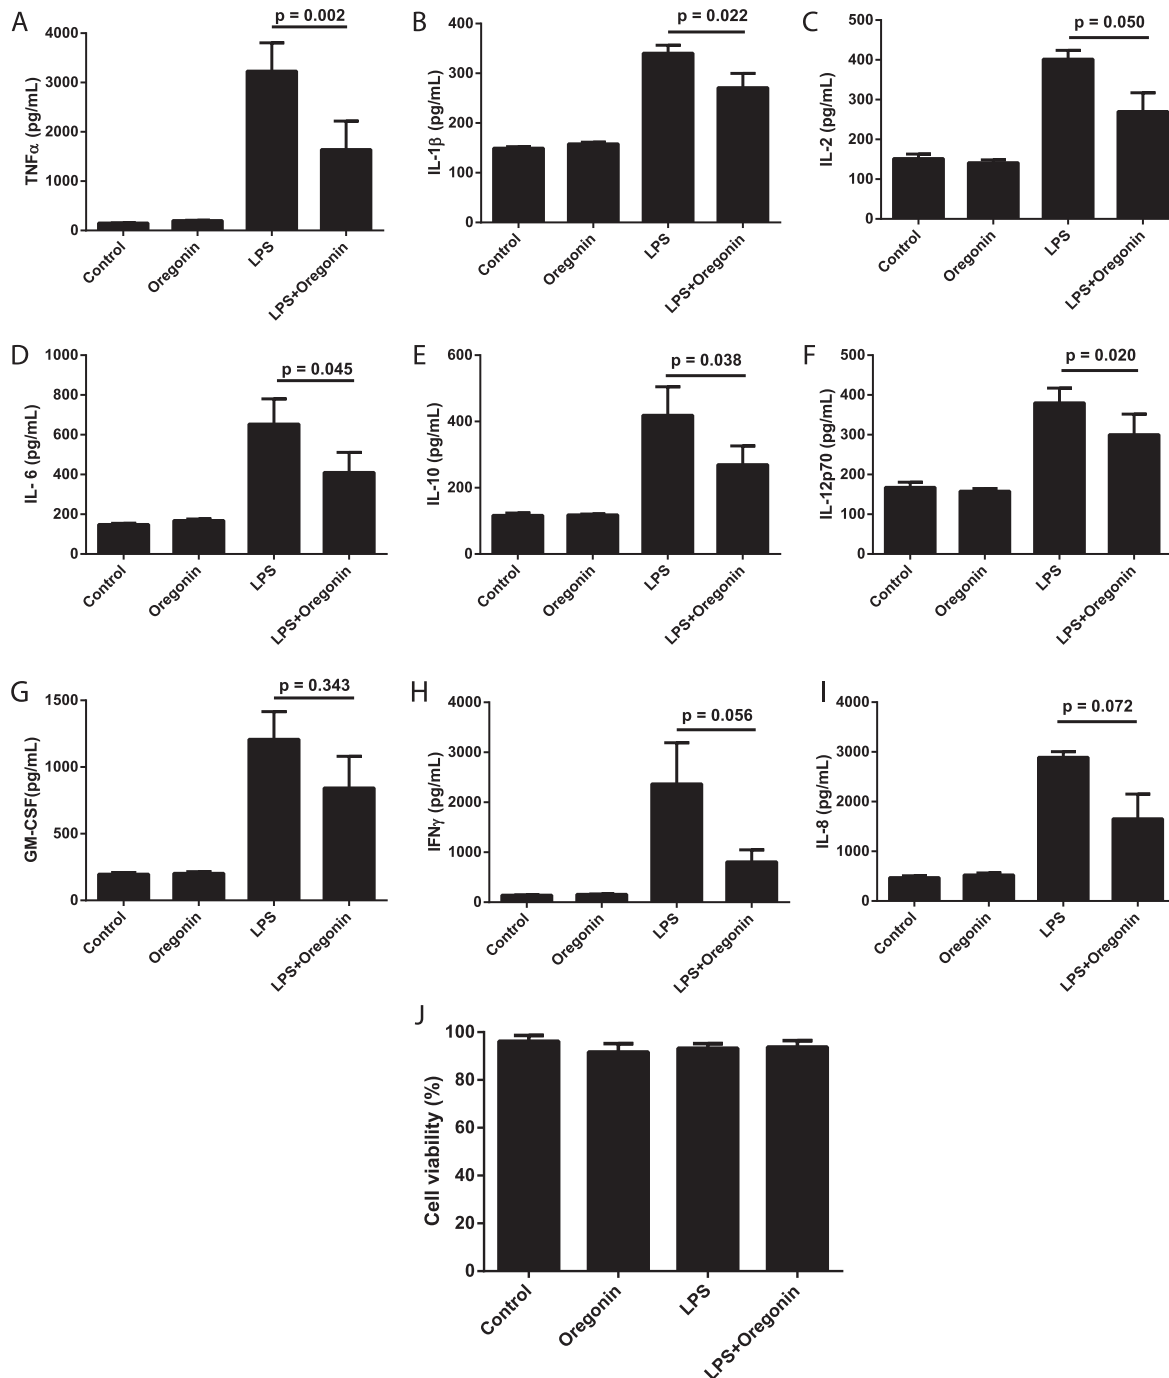 A
p = 0.002
TNFα (pg/mL)
4000
3000
2000
1000
0
Control
Oregonin
LPS
LPS+Oregonin
B
p = 0.022
IL-1β (pg/mL)
400
300
200
100
0
Control
Oregonin
LPS
LPS+Oregonin
C
p = 0.050
IL-2 (pg/mL)
500
400
300
200
100
0
Control
Oregonin
LPS
LPS+Oregonin
D
p = 0.045
IL- 6 (pg/mL)
1000
800
600
400
200
0
Control
Oregonin
LPS
LPS+Oregonin
E
p = 0.038
IL-10 (pg/mL)
600
400
200
0
Control
Oregonin
LPS
LPS+Oregonin
F
p = 0.020
IL-12p70 (pg/mL)
500
400
300
200
100
0
Control
Oregonin
LPS
LPS+Oregonin
G
p = 0.343
GM-CSF(pg/mL)
1500
1000
500
0
Control
Oregonin
LPS
LPS+Oregonin
H
p = 0.056
IFNγ (pg/mL)
4000
3000
2000
1000
0
Control
Oregonin
LPS
LPS+Oregonin
I
p = 0.072
IL-8 (pg/mL)
4000
3000
2000
1000
0
Control
Oregonin
LPS
LPS+Oregonin
J
Cell viability (%)
100
80
60
40
20
0
Control
Oregonin
LPS
LPS+Oregonin